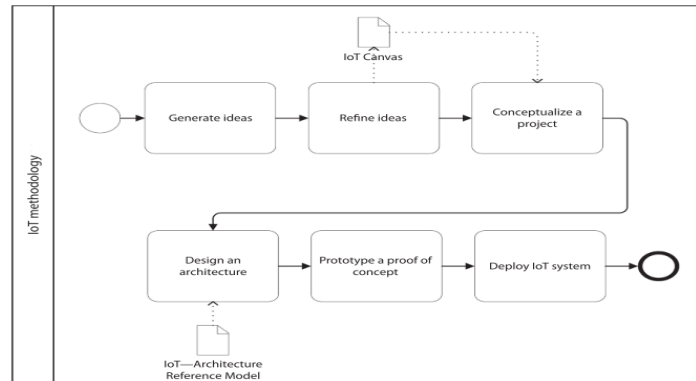 IoT methodology
IoT Canvas
Generate ideas
Refine ideas
Conceptualize a
project
Design an
architecture
Prototype a proof of
concept
Deploy IoT system
IoT—Architecture
Reference Model